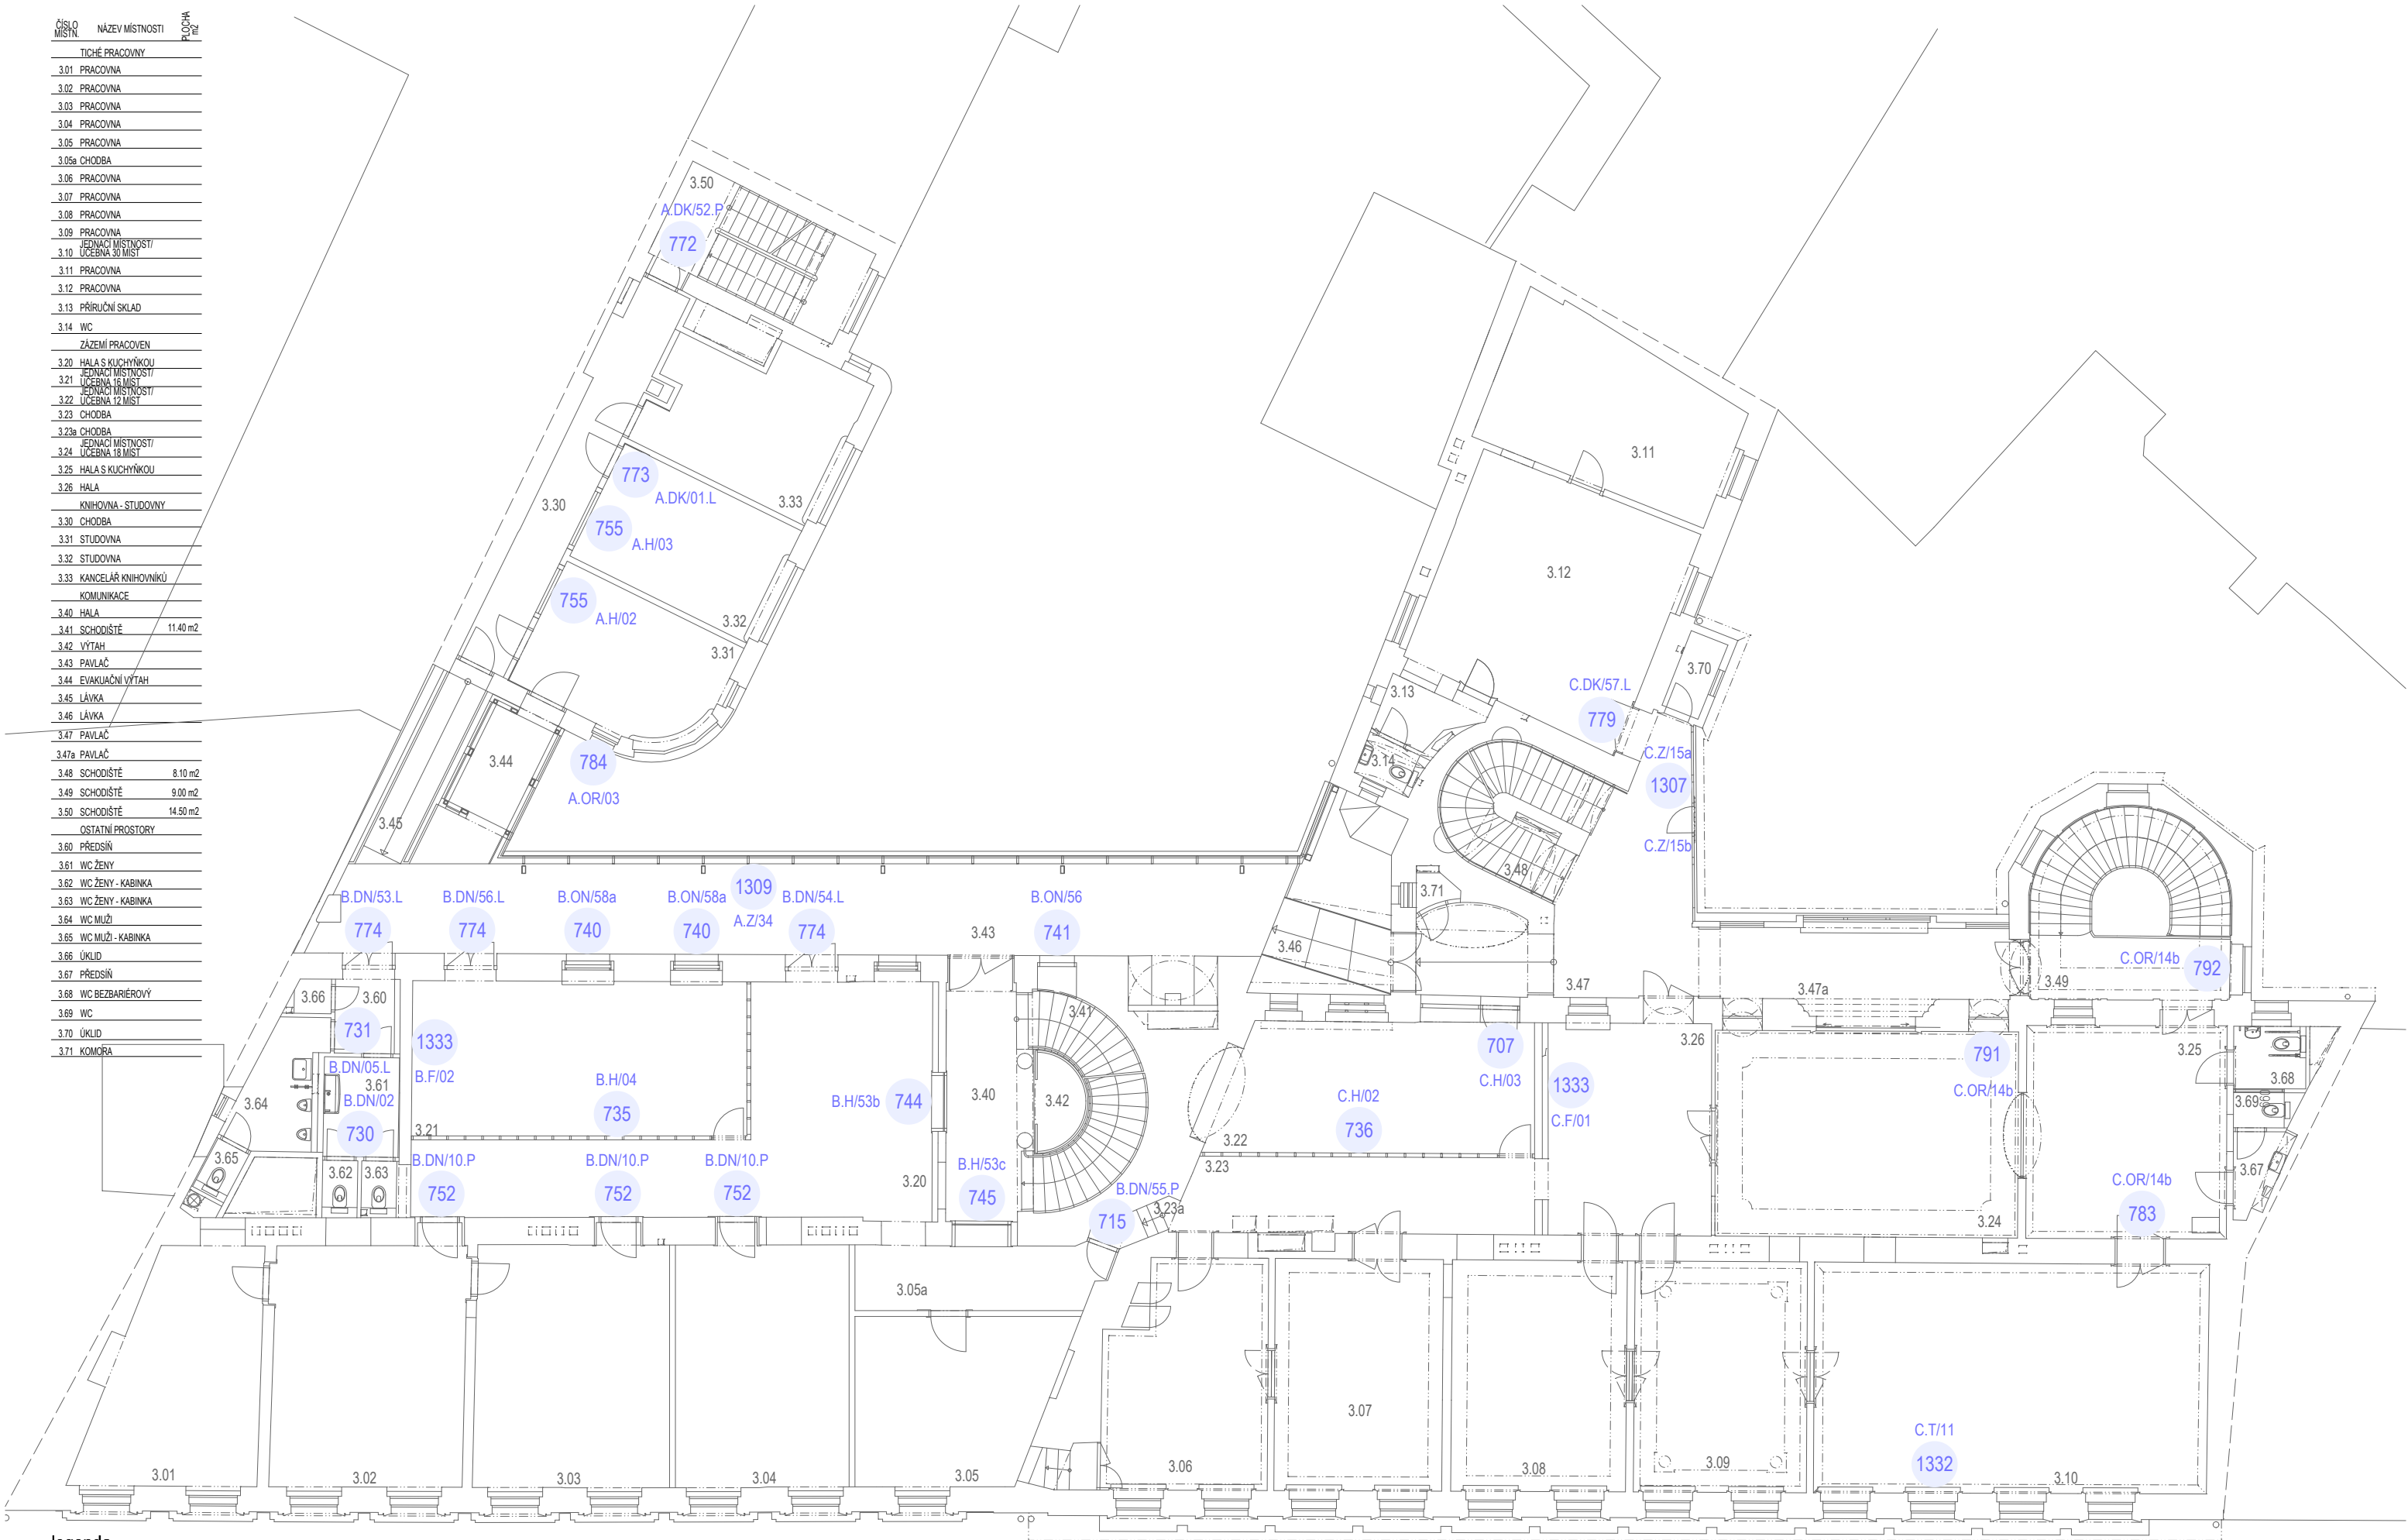 ČÍSLO MÍSTN. NÁZEV MÍSTNOSTI PLOCHA m2
TICHÉ PRACOVNY
3.01 PRACOVNA
3.02 PRACOVNA
3.03 PRACOVNA
3.04 PRACOVNA
3.05 PRACOVNA
3.05a CHODBA
3.06 PRACOVNA
3.07 PRACOVNA
3.08 PRACOVNA
3.09 PRACOVNA
3.10 JEDNACÍ MÍSTNOST/ UČEBNA 30 MÍST
3.11 PRACOVNA
3.12 PRACOVNA
3.13 PŘÍRUČNÍ SKLAD
3.14 WC
ZÁZEMÍ PRACOVEN
3.20 HALA S KUCHYŇKOU
3.21 JEDNACÍ MÍSTNOST/ UČEBNA 16 MÍST
3.22 JEDNACÍ MÍSTNOST/ UČEBNA 12 MÍST
3.23 CHODBA
3.23a CHODBA
3.24 JEDNACÍ MÍSTNOST/ UČEBNA 18 MÍST
3.25 HALA S KUCHYŇKOU
3.26 HALA
KNIHOVNA - STUDOVNY
3.30 CHODBA
3.31 STUDOVNA
3.32 STUDOVNA
3.33 KANCELÁŘ KNIHOVNÍKŮ
KOMUNIKACE
3.40 HALA
3.41 SCHODIŠTĚ 11.40 m2
3.42 VÝTAH
3.43 PAVLAČ
3.44 EVAKUAČNÍ VÝTAH
3.45 LÁVKA
3.46 LÁVKA
3.47 PAVLAČ
3.47a PAVLAČ
3.48 SCHODIŠTĚ 8.10 m2
3.49 SCHODIŠTĚ 9.00 m2
3.50 SCHODIŠTĚ 14.50 m2
OSTATNÍ PROSTORY
3.60 PŘEDSÍŇ
3.61 WC ŽENY
3.62 WC ŽENY - KABINKA
3.63 WC ŽENY - KABINKA
3.64 WC MUŽI
3.65 WC MUŽI - KABINKA
3.66 ÚKLID
3.67 PŘEDSÍŇ
3.68 WC BEZBARIÉROVÝ
3.69 WC
3.70 ÚKLID
3.71 KOMORA
3.50
A.DK/52.P
772
3.11
773
A.DK/01.L
3.30
3.33
755
A.H/03
3.12
755
A.H/02
3.32
3.31
3.70
C.DK/57.L
3.13
779
C.Z/15a
3.44
784
3.14
1307
A.OR/03
3.45
C.Z/15b
3.48
1309
3.71
B.DN/53.L
B.DN/56.L
B.ON/58a
B.ON/58a
A.Z/34
B.DN/54.L
B.ON/56
774
774
740
740
774
3.43
741
3.46
C.OR/14b
792
3.47
3.47a
3.49
3.66
3.60
3.41
3.26
731
1333
707
791
3.25
B.DN/05.L
B.F/02
B.H/04
C.H/03
1333
3.68
3.61
3.40
3.42
C.H/02
C.OR/14b
B.DN/02
735
B.H/53b
744
736
C.F/01
3.69
3.64
730
3.21
3.22
3.65
3.62
3.63
B.DN/10.P
B.DN/10.P
B.DN/10.P
B.H/53c
3.23
3.67
752
752
752
3.20
745
B.DN/55.P
C.OR/14b
3.23a
715
3.24
783
3.05a
3.07
C.T/11
3.01
3.02
3.03
3.04
3.05
3.06
3.08
3.09
1332
3.10